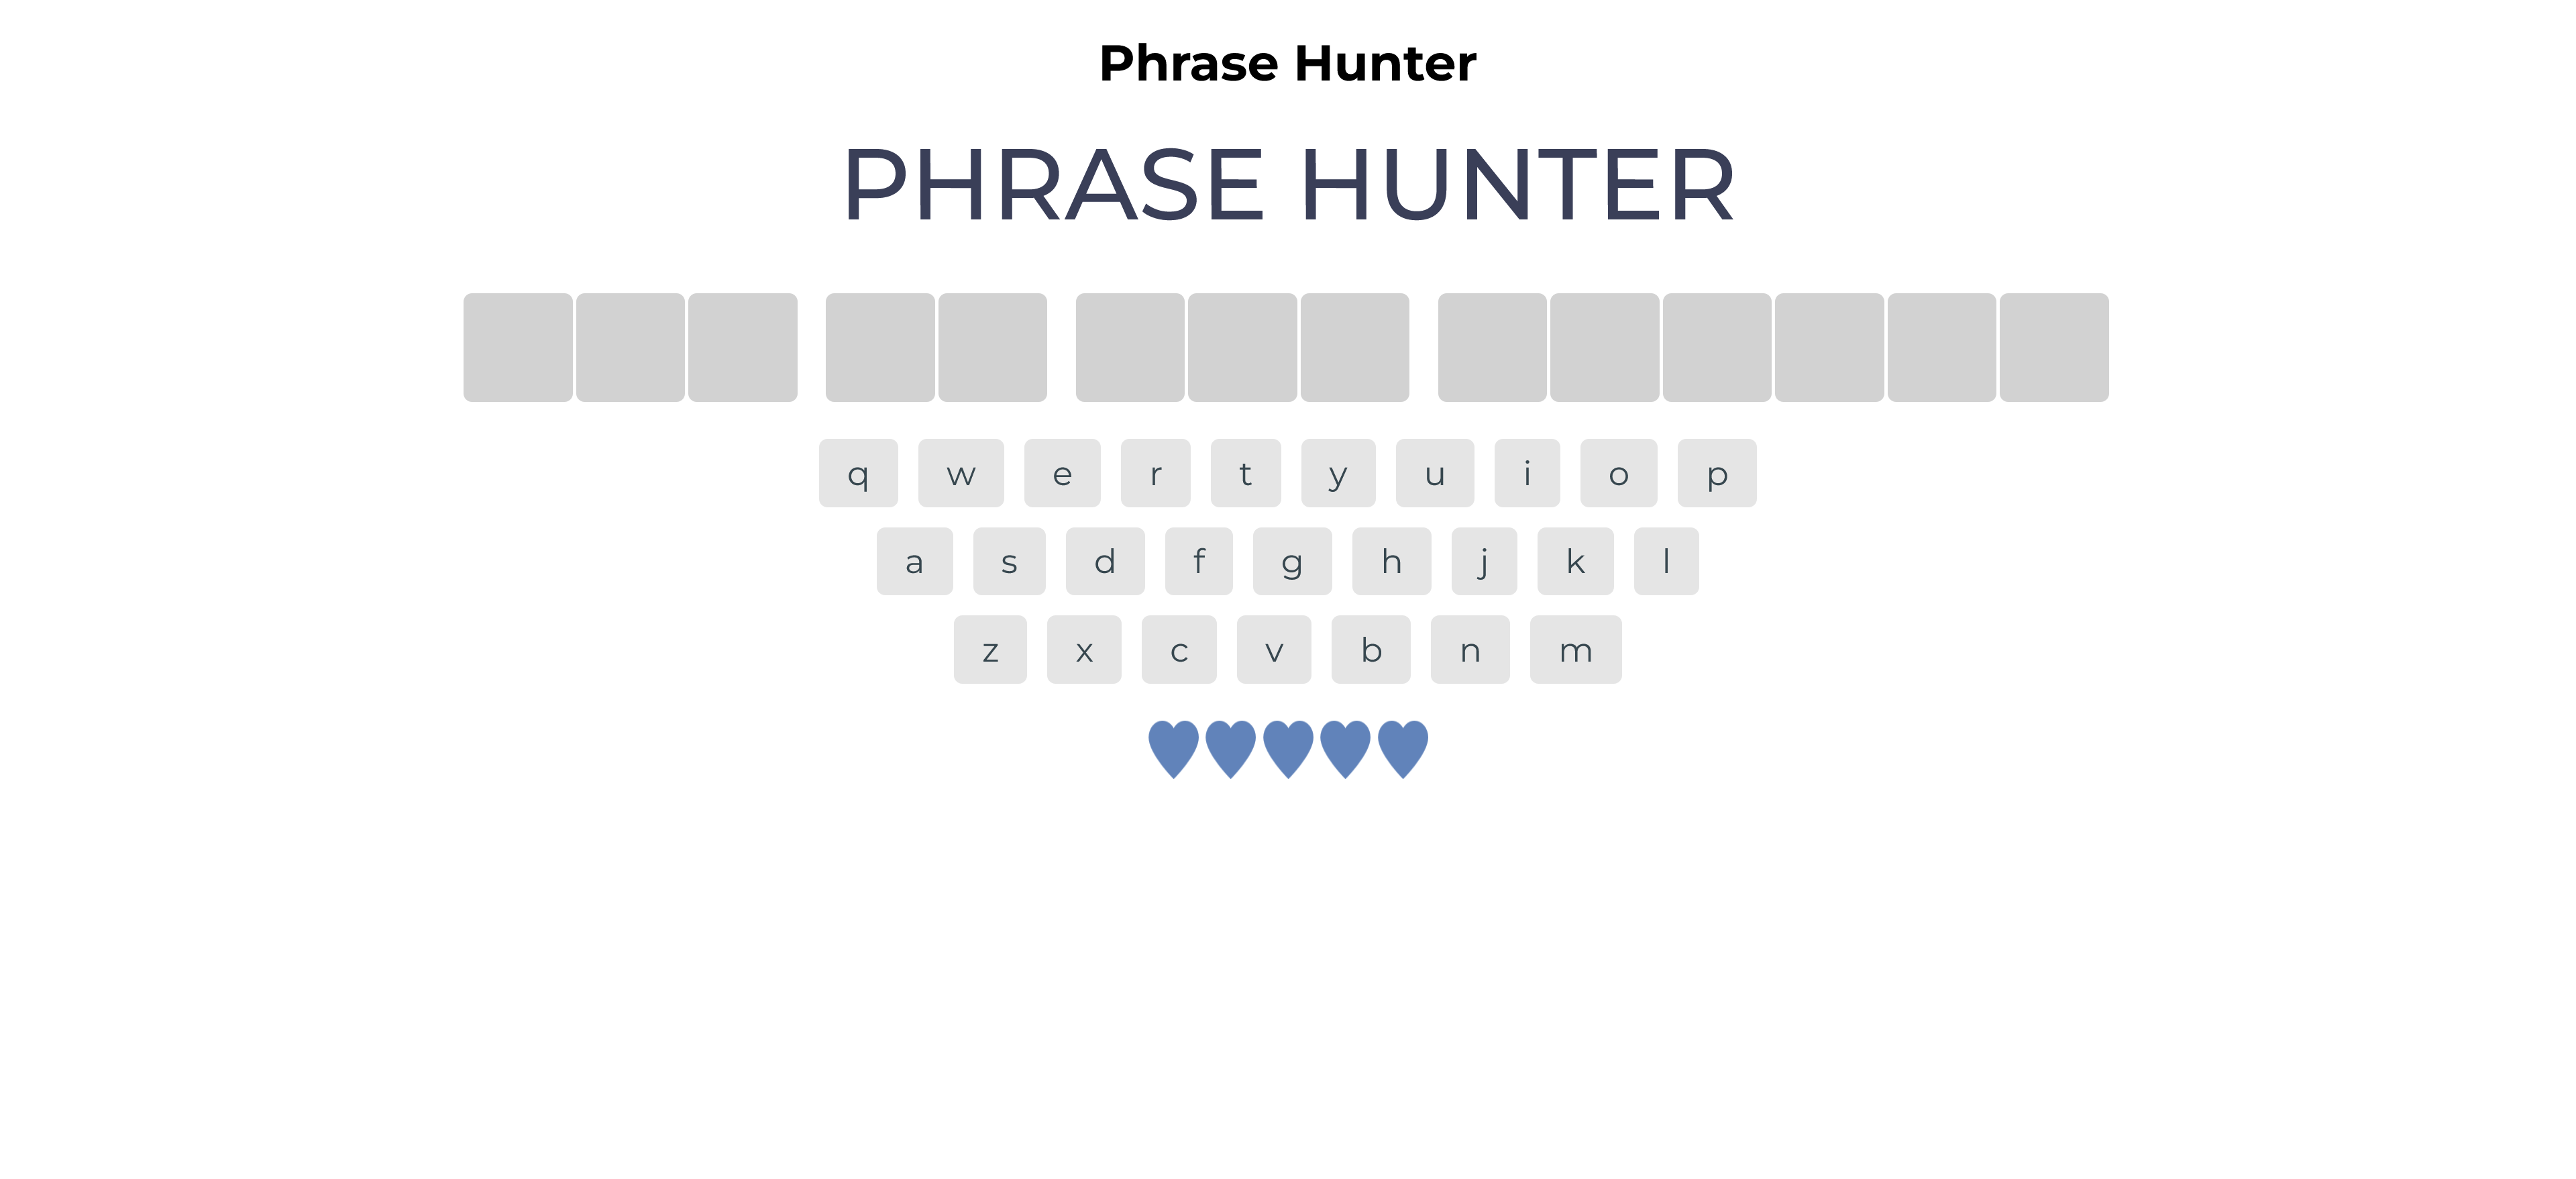 Phrase Hunter
PHRASE HUNTER
q w e r t y u i o p
a s d f g h j k l
z x c v b n m